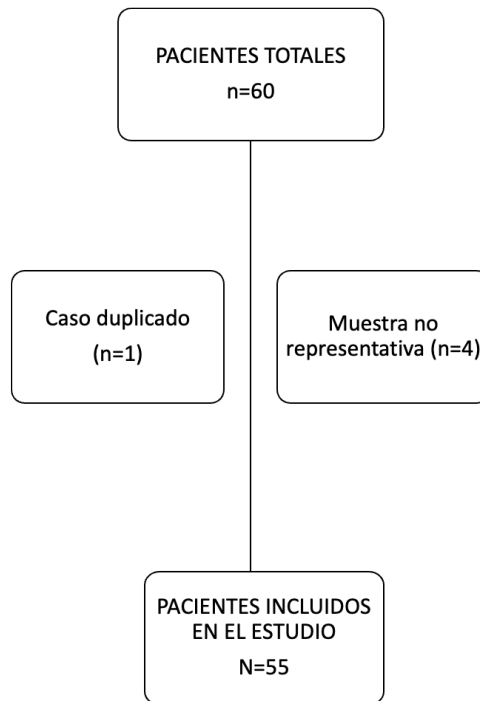 PACIENTES TOTALES
n=60
Caso duplicado
(n=1)
Muestra no
representativa (n=4)
PACIENTES INCLUIDOS
EN EL ESTUDIO
N=55